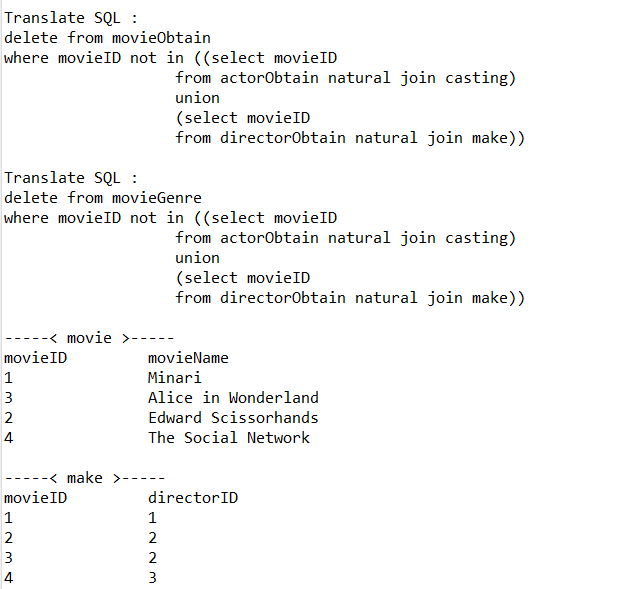 Translate SQL :
delete from movieObtain
where movieID not in ((select movieID
from actorObtain natural join casting)
union
(select movieID
from directorObtain natural join make))
Translate SQL :
delete from movieGenre
where movieID not in ((select movieID
from actorObtain natural join casting)
union
(select movieID
from directorObtain natural join make))
-----< movie >-----
movieID movieName
1 Minari
3 Alice in Wonderland
2 Edward Scissorhands
4 The Social Network
-----< make >-----
movieID directorID
1 1
2 2
3 2
4 3